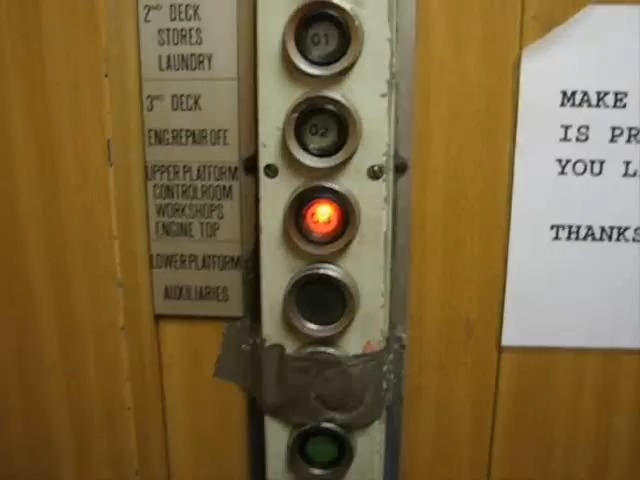 2ND DECK
STORES
LAUNDRY
3RD DECK
ENG.REPAIR OFF.
UPPER PLATFORM
CONTROLROOM
WORKSHOPS
ENGINE TOP
LOWER PLATFORM
AUXILIARIES
01
02
MAKE
IS PR
YOU L
THANKS